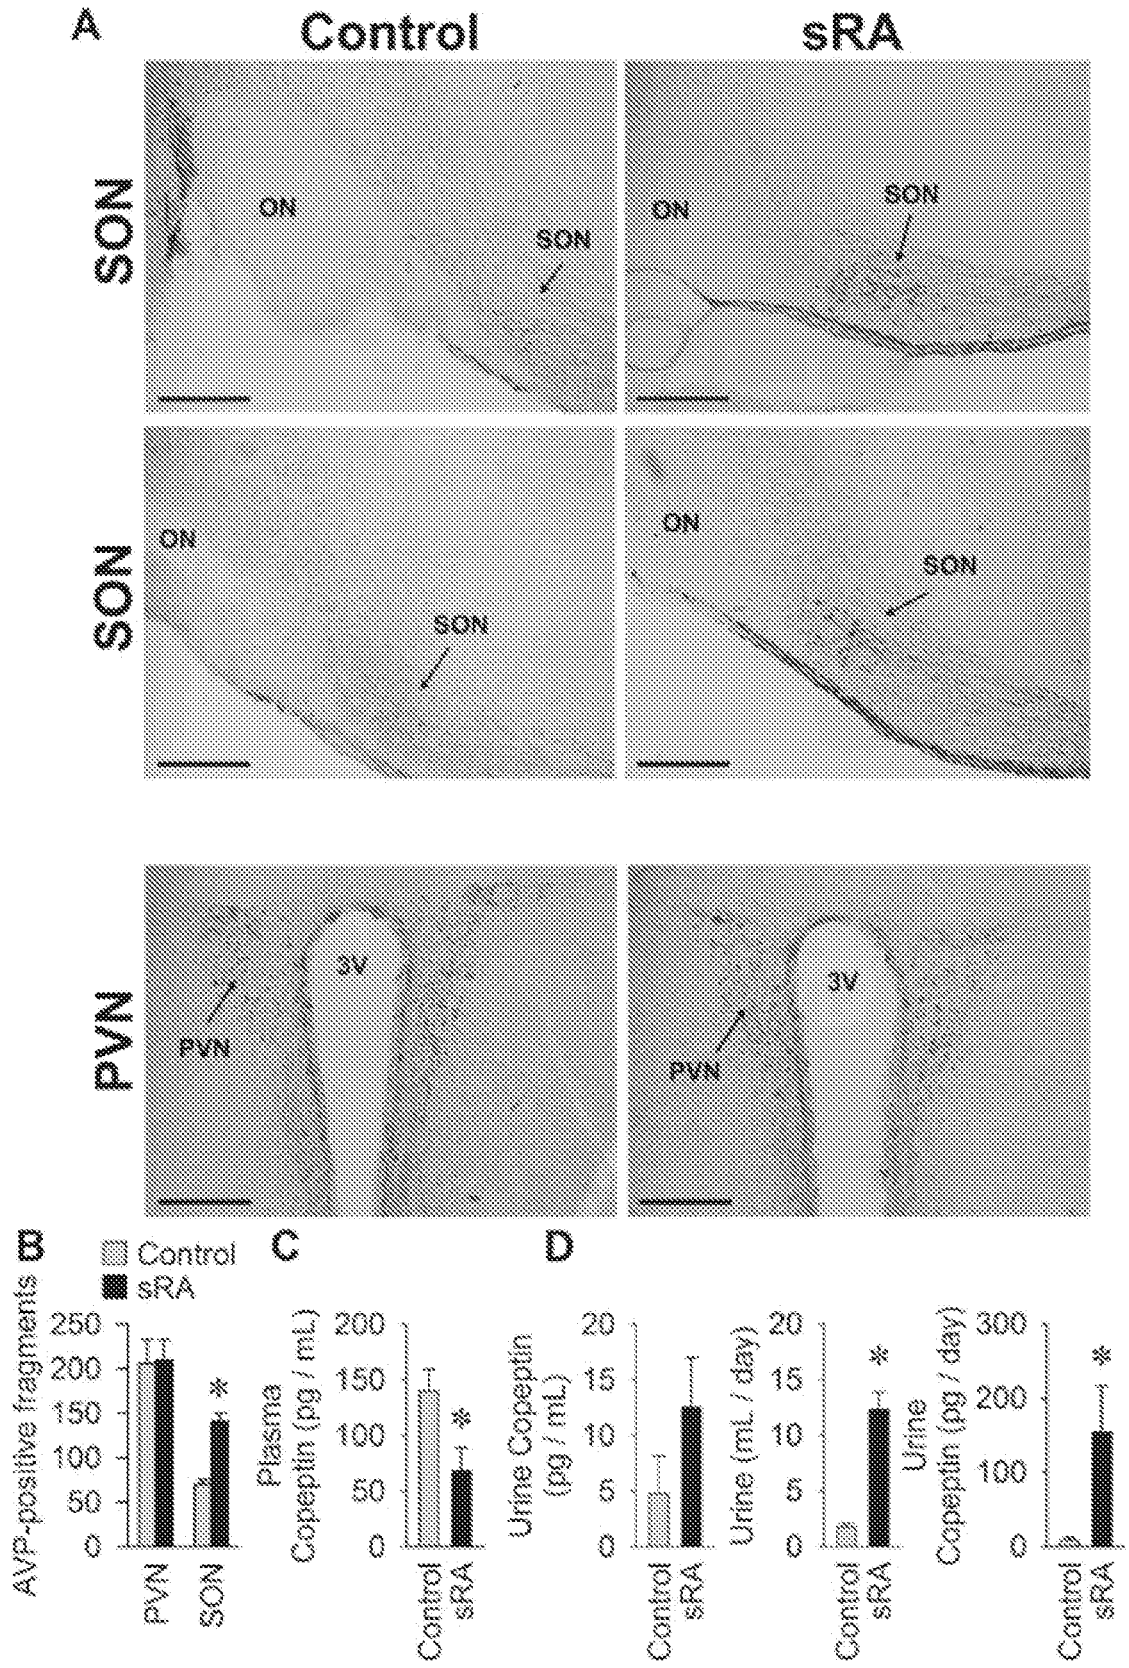 A
Control
sRA
SON
ON
SON
ON
SON
SON
ON
SON
ON
SON
PVN
3V
PVN
3V
PVN
B
Control
sRA
AVP-positive fragments
250
200
150
100
50
0
*
PVN
SON
C
Plasma
Copeptin (pg / mL)
200
150
100
50
0
*
Control
sRA
D
Urine Copeptin
(pg / mL)
20
15
10
5
0
Control
sRA
Urine (mL / day)
20
15
10
5
0
*
Control
sRA
Urine
Copeptin (pg / day)
300
200
100
0
*
Control
sRA